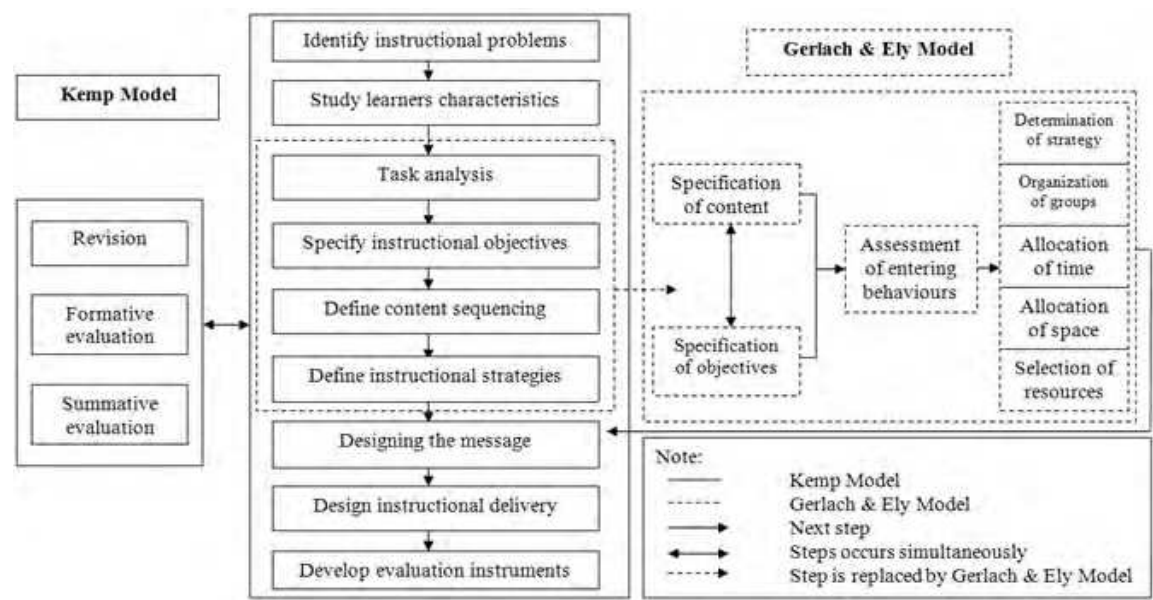 Kemp Model
Revision
Formative
evaluation
Summative
evaluation
Identify instructional problems
Study learners characteristics
Task analysis
Specify instructional objectives
Define content sequencing
Define instructional strategies
Designing the message
Design instructional delivery
Develop evaluation instruments
Gerlach & Ely Model
Specification
of content
Specification
of objectives
Assessment
of entering
behaviours
Determination
of strategy
Organization
of groups
Allocation
of time
Allocation
of space
Selection of
resources
Note:
Kemp Model
Gerlach & Ely Model
Next step
Steps occurs simultaneously
Step is replaced by Gerlach & Ely Model